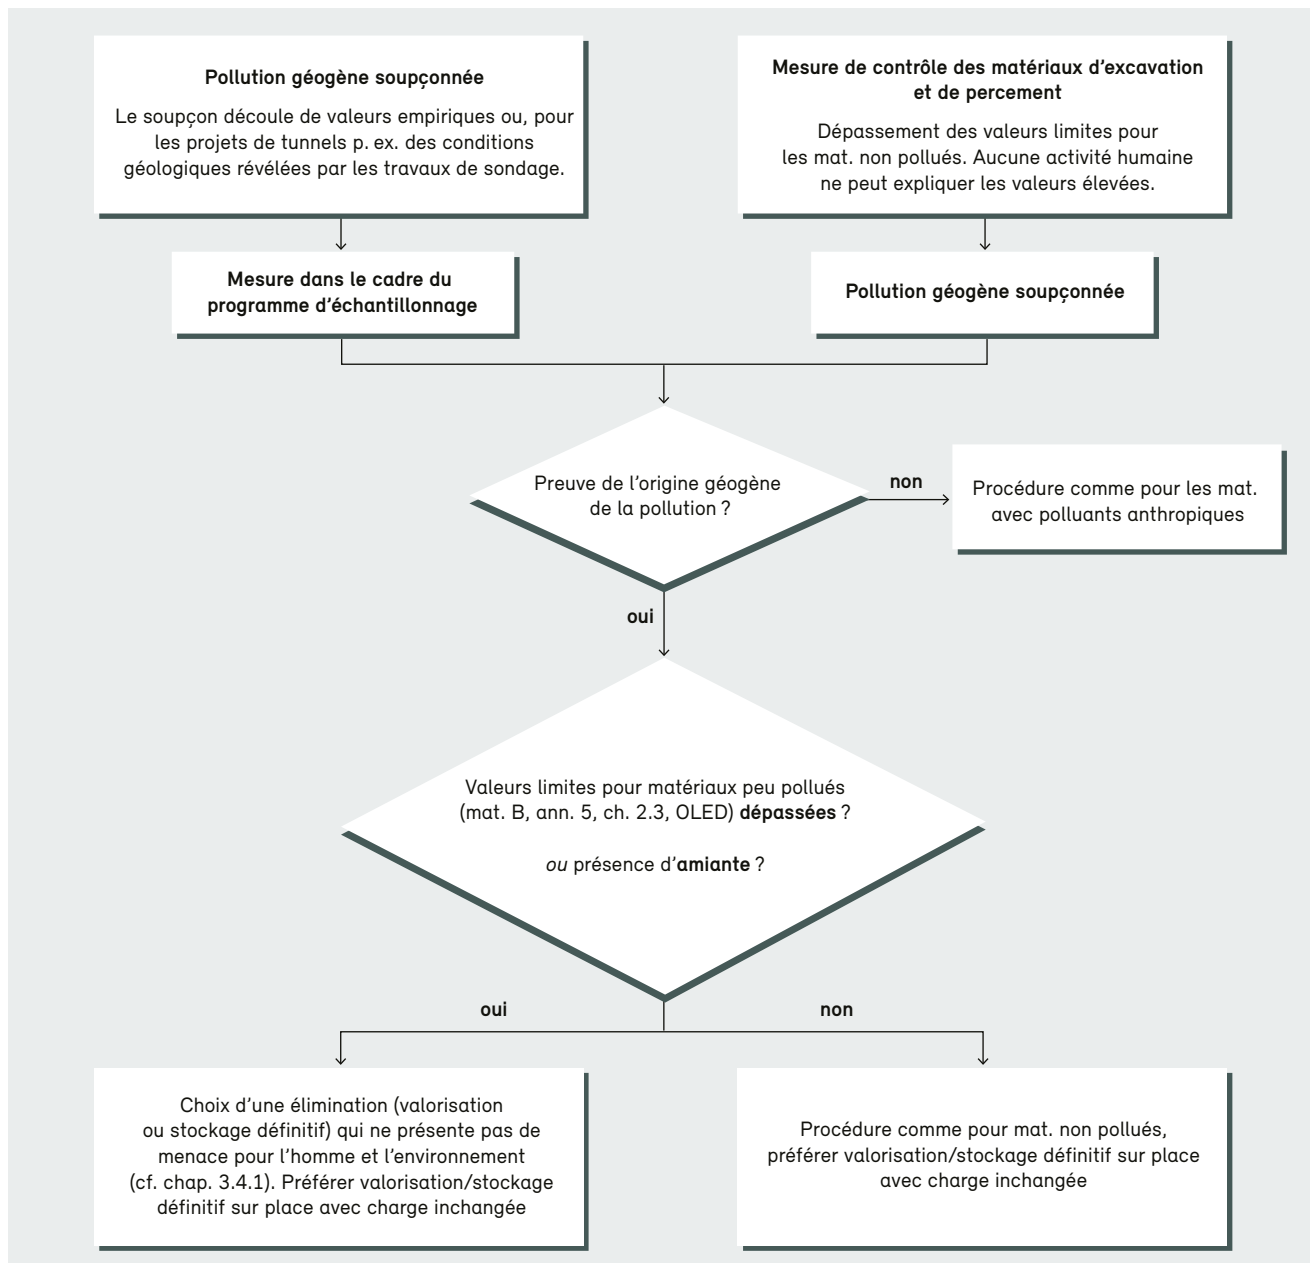 Pollution géogène soupçonnée
Le soupçon découle de valeurs empiriques ou, pour
les projets de tunnels p. ex. des conditions
géologiques révélées par les travaux de sondage.
Mesure de contrôle des matériaux d'excavation
et de percement
Dépassement des valeurs limites pour
les mat. non pollués. Aucune activité humaine
ne peut expliquer les valeurs élevées.
Mesure dans le cadre du
programme d'échantillonnage
Pollution géogène soupçonnée
Preuve de l'origine géogène
de la pollution ?
non
Procédure comme pour les mat.
avec polluants anthropiques
oui
Valeurs limites pour matériaux peu pollués
(mat. B, ann. 5, ch. 2.3, OLED) dépassées ?
ou présence d'amiante ?
oui
non
Choix d'une élimination (valorisation
ou stockage définitif) qui ne présente pas de
menace pour l'homme et l'environnement
(cf. chap. 3.4.1). Préférer valorisation/stockage
définitif sur place avec charge inchangée
Procédure comme pour mat. non pollués,
préférer valorisation/stockage définitif sur place
avec charge inchangée